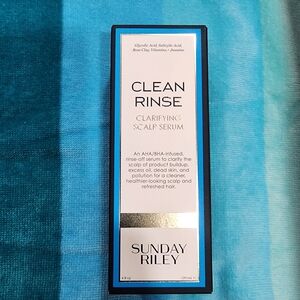 Glycolic Acid, Salicylic Acid,
Rose Clay, Vitamins + Jasmine
CLEAN
RINSE
CLARIFYING
SCALP SERUM
An AHA/BHA-infused,
rinse off serum to clarify the
scalp of product buildup,
excess oil, dead skin, and
pollution for a cleaner,
healthier-looking scalp and
refreshed hair.
SUNDAY
RILEY